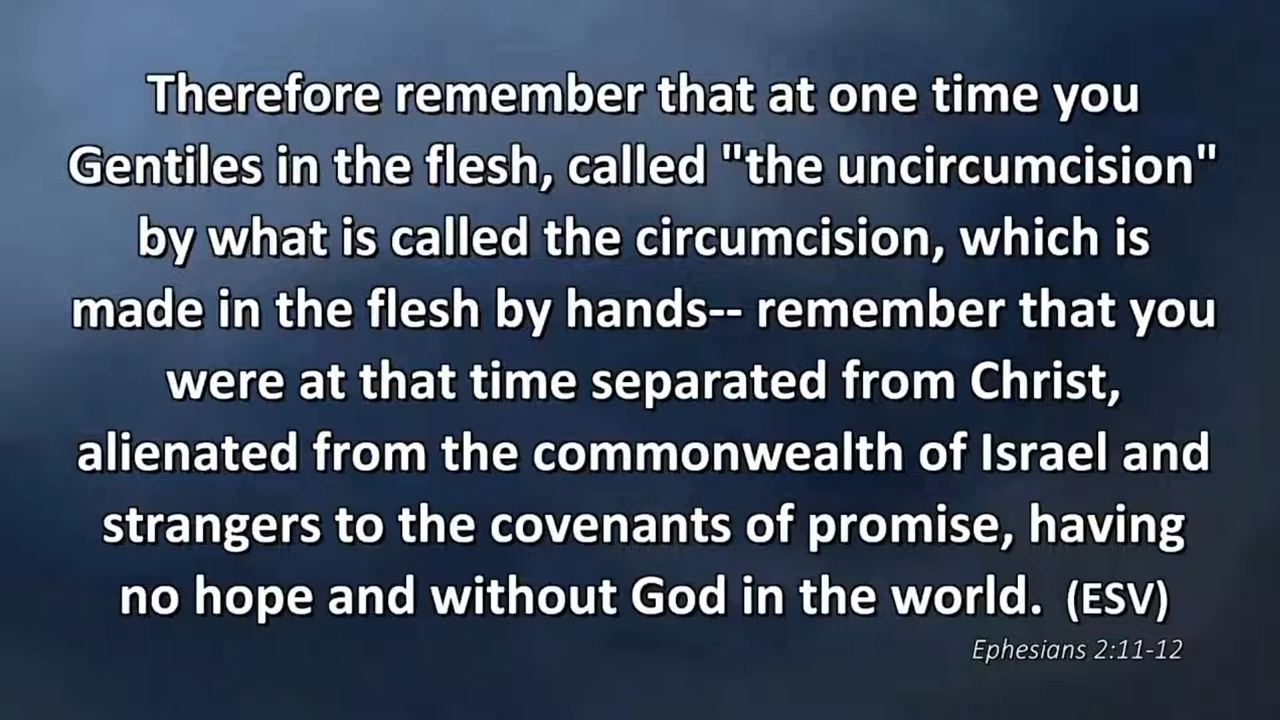 Therefore remember that at one time you
Gentiles in the flesh, called "the uncircumcision"
by what is called the circumcision, which is
made in the flesh by hands-- remember that you
were at that time separated from Christ,
alienated from the commonwealth of Israel and
strangers to the covenants of promise, having
no hope and without God in the world. (ESV)
Ephesians 2:11-12